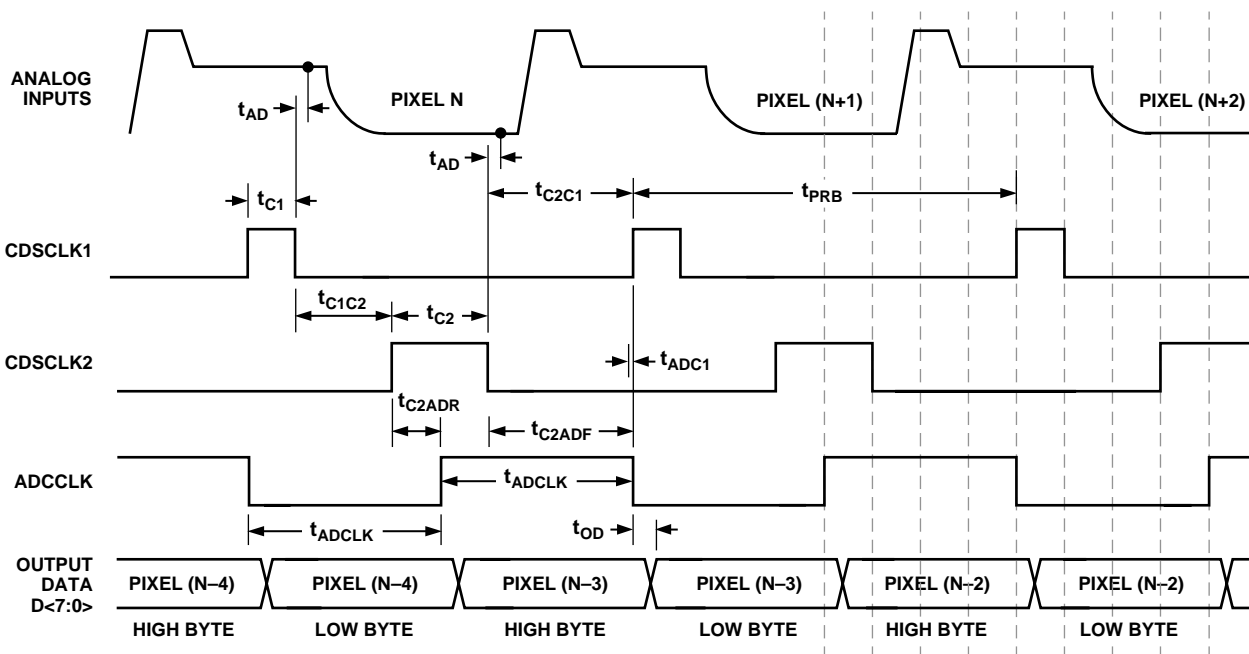 ANALOG
INPUTS
PIXEL N
PIXEL (N+1)
PIXEL (N+2)
tAD
tAD
tC1
tC2C1
tPRB
CDSCLK1
tC1C2
tC2
CDSCLK2
tADC1
tC2ADR
tC2ADF
ADCCLK
tADCLK
tADCLK
tOD
OUTPUT
DATA
D<7:0>
PIXEL (N–4)
PIXEL (N–4)
PIXEL (N–3)
PIXEL (N–3)
PIXEL (N–2)
PIXEL (N–2)
HIGH BYTE
LOW BYTE
HIGH BYTE
LOW BYTE
HIGH BYTE
LOW BYTE